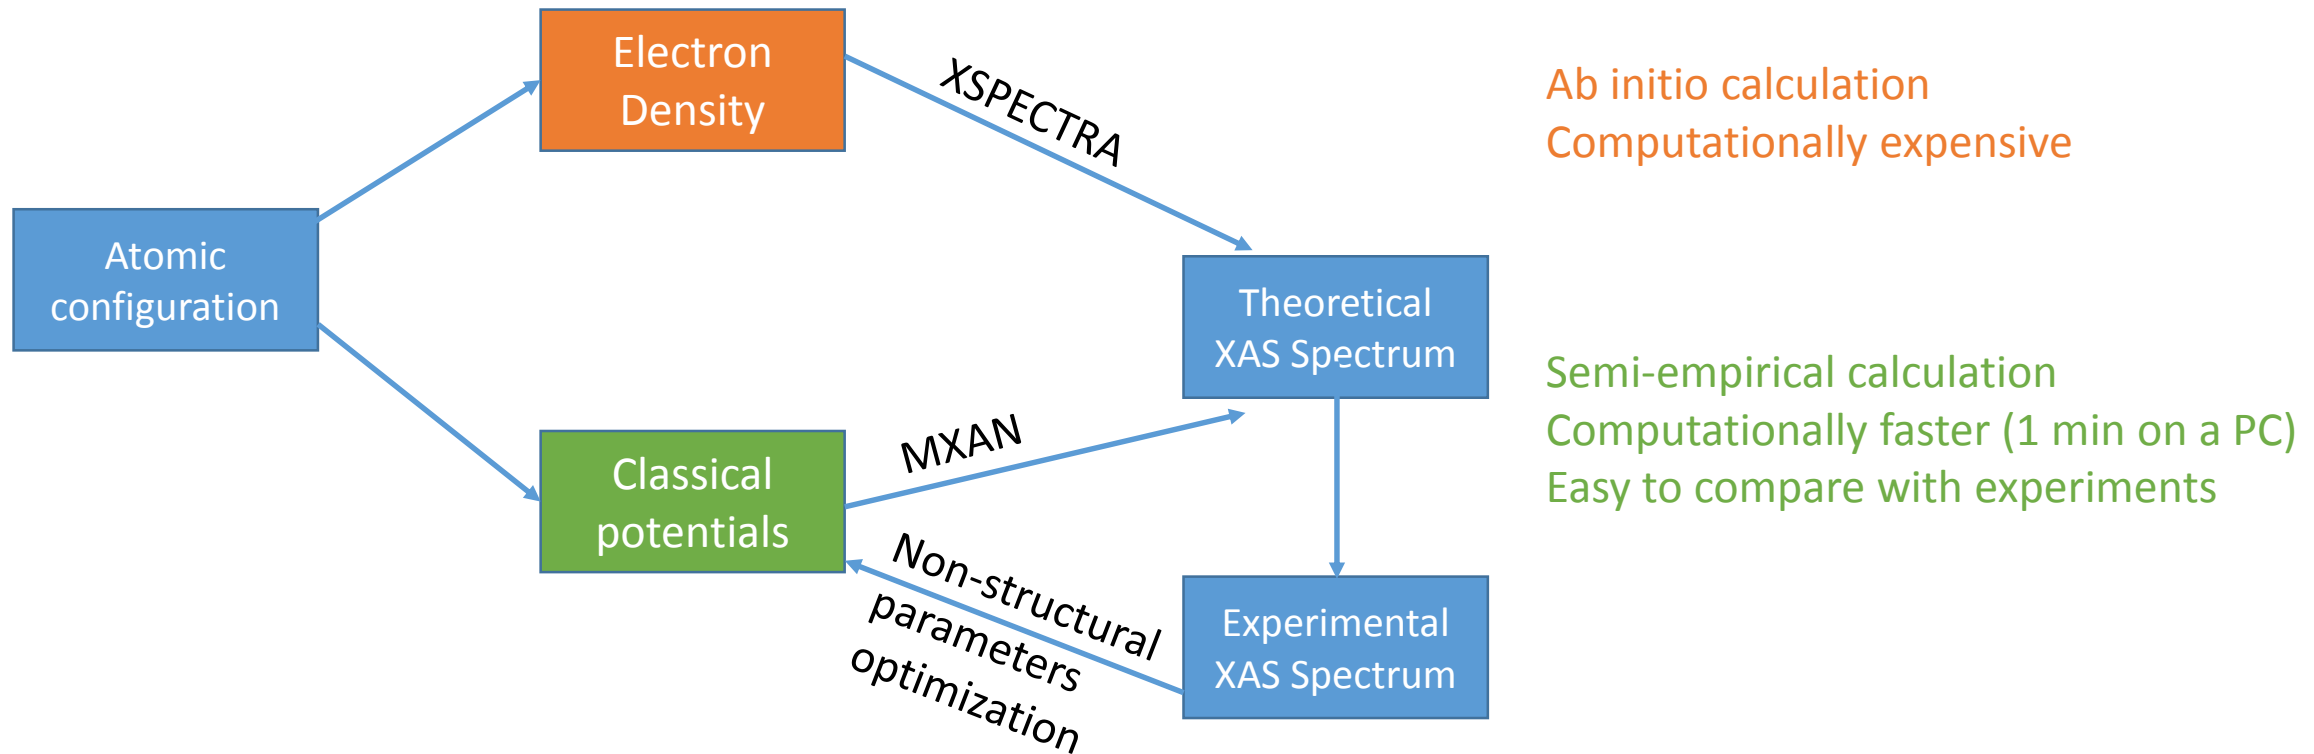 Electron
Density
XSPECTRA
Ab initio calculation
Computationally expensive
Atomic
configuration
Theoretical
XAS Spectrum
Semi-empirical calculation
Computationally faster (1 min on a PC)
Easy to compare with experiments
MXAN
Classical
potentials
Non-structural
parameters
optimization
Experimental
XAS Spectrum